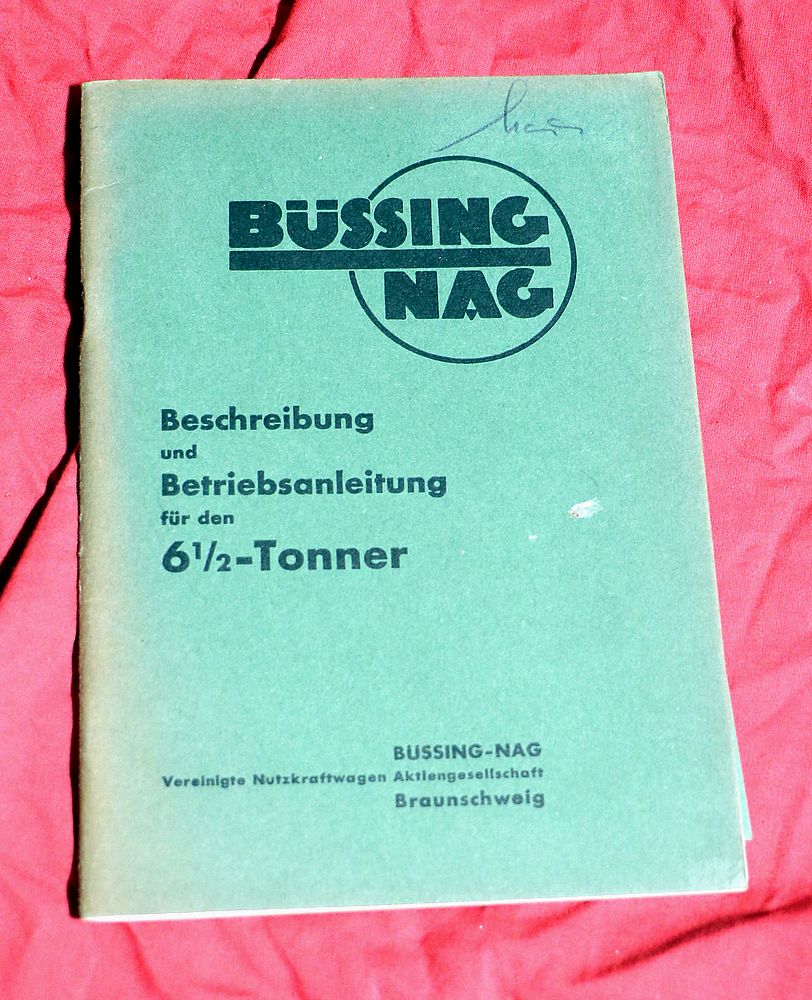 BÜSSING
NAG
Beschreibung
und
Betriebsanleitung
für den
6½-Tonner
BÜSSING-NAG
Vereinigte Nutzkraftwagen Aktiengesellschaft
Braunschweig